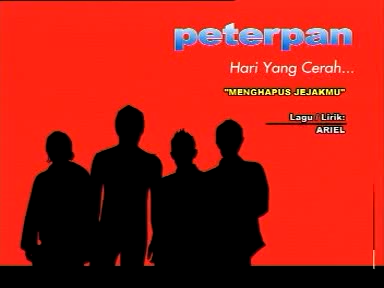 peterpan
Hari Yang Cerah...
"MENGHAPUS JEJAKMU"
Lagu / Lirik:
ARIEL